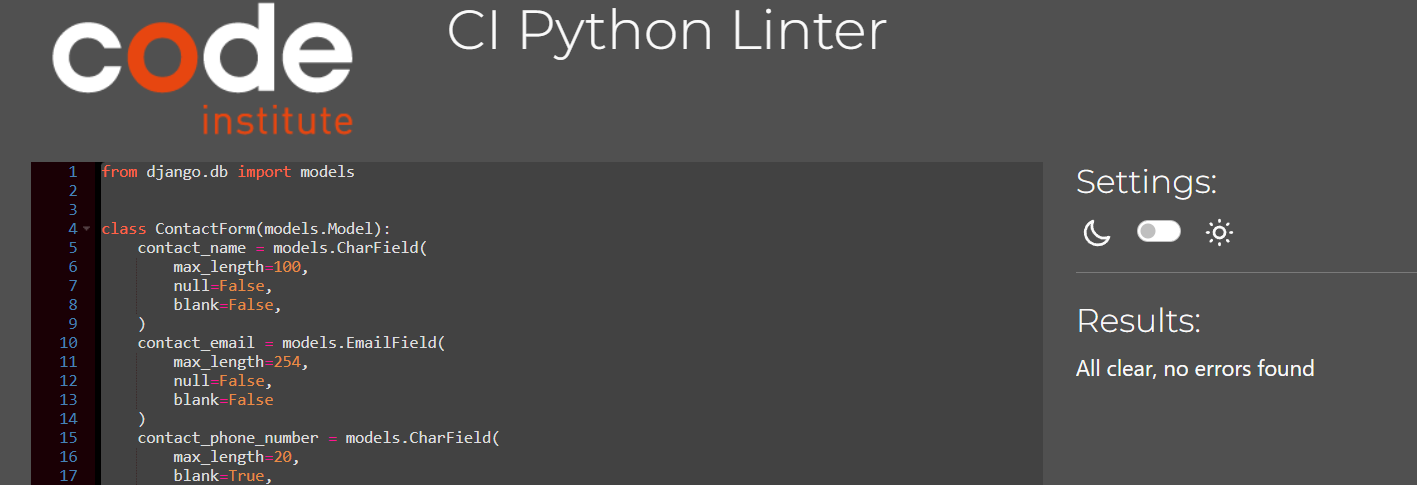 code
institute
CI Python Linter
1 from django.db import models
2
3
4 class ContactForm(models.Model):
5     contact_name = models.CharField(
6         max_length=100,
7         null=False,
8         blank=False,
9     )
10     contact_email = models.EmailField(
11         max_length=254,
12         null=False,
13         blank=False
14     )
15     contact_phone_number = models.CharField(
16         max_length=20,
17         blank=True,
Settings:
Results:
All clear, no errors found